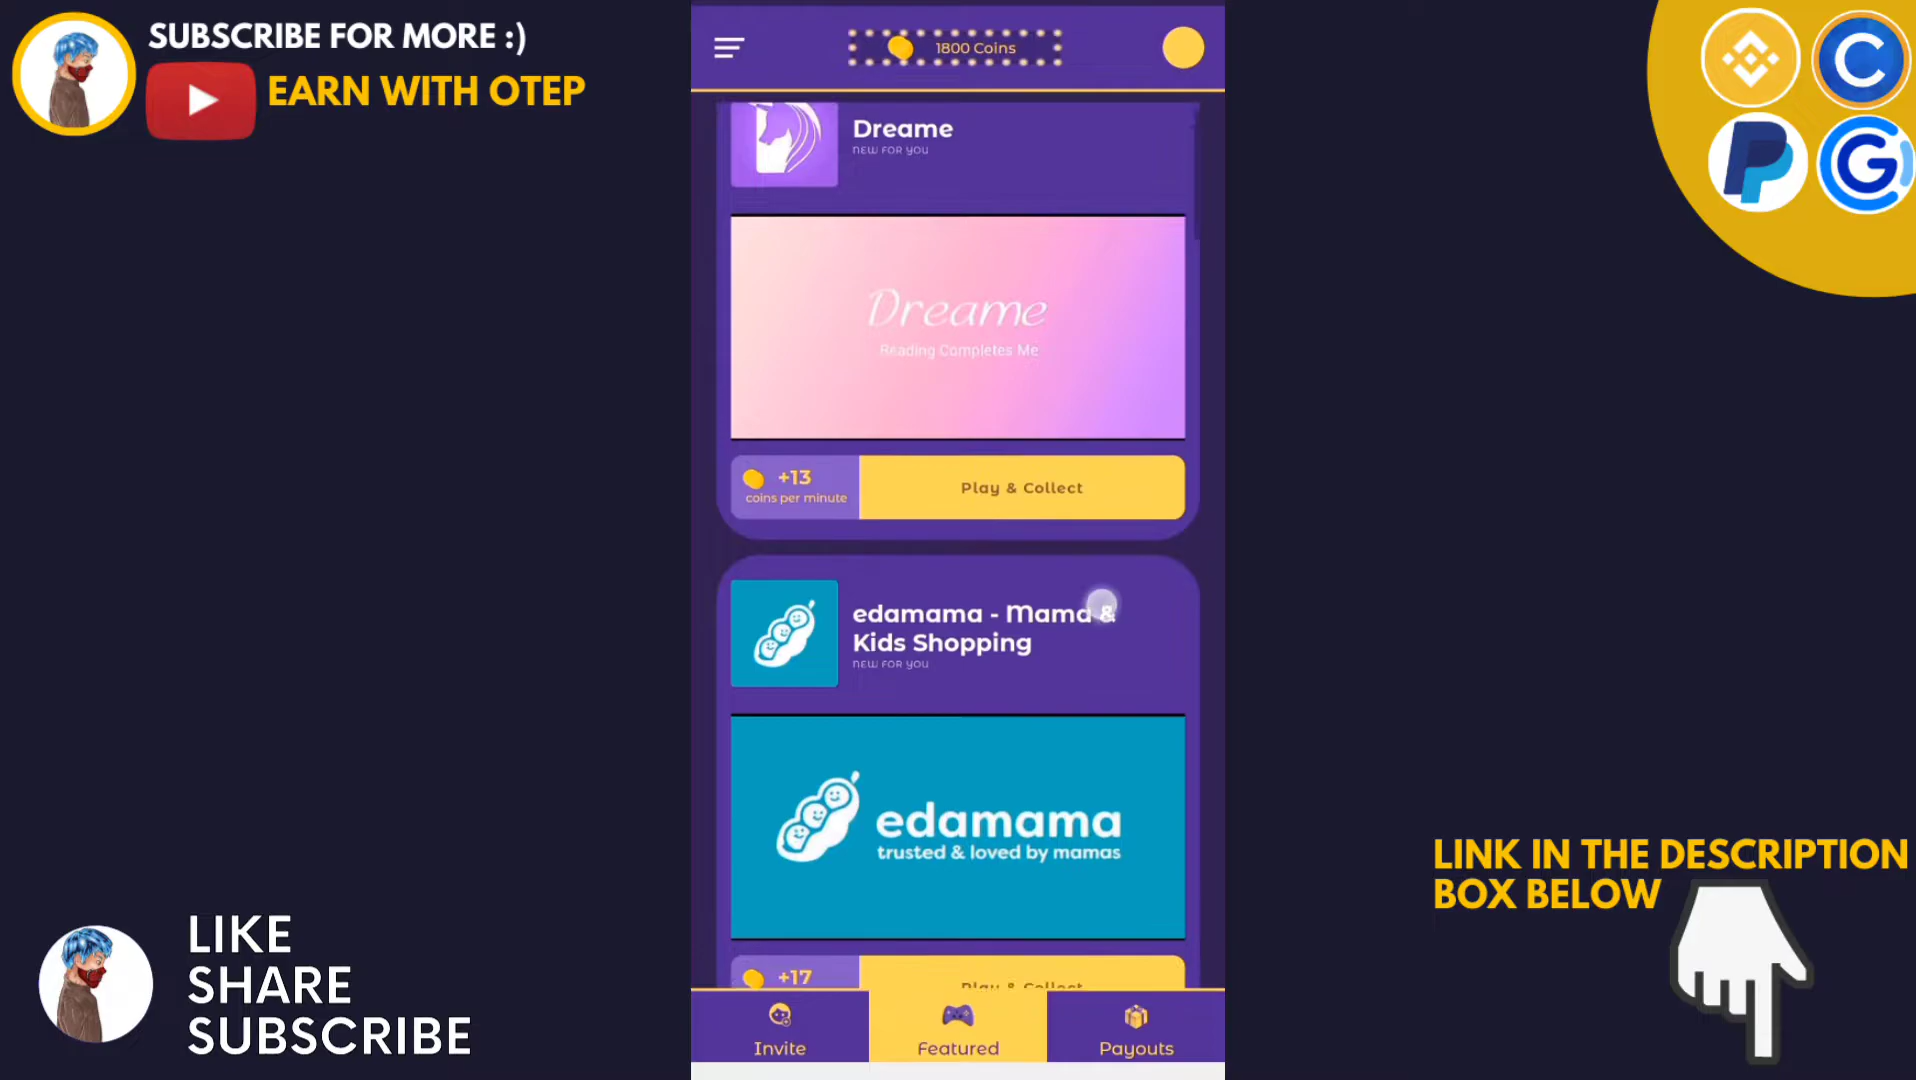 SUBSCRIBE FOR MORE :)
EARN WITH OTEP
1800 Coins
Dreame
NEW FOR YOU
Dreame
Reading Completes Me
+13
coins per minute
Play & Collect
edamama - Mama &
Kids Shopping
NEW FOR YOU
edamama
trusted & loved by mamas
+17
Play & Collect
Invite
Featured
Payouts
LIKE
SHARE
SUBSCRIBE
LINK IN THE DESCRIPTION
BOX BELOW